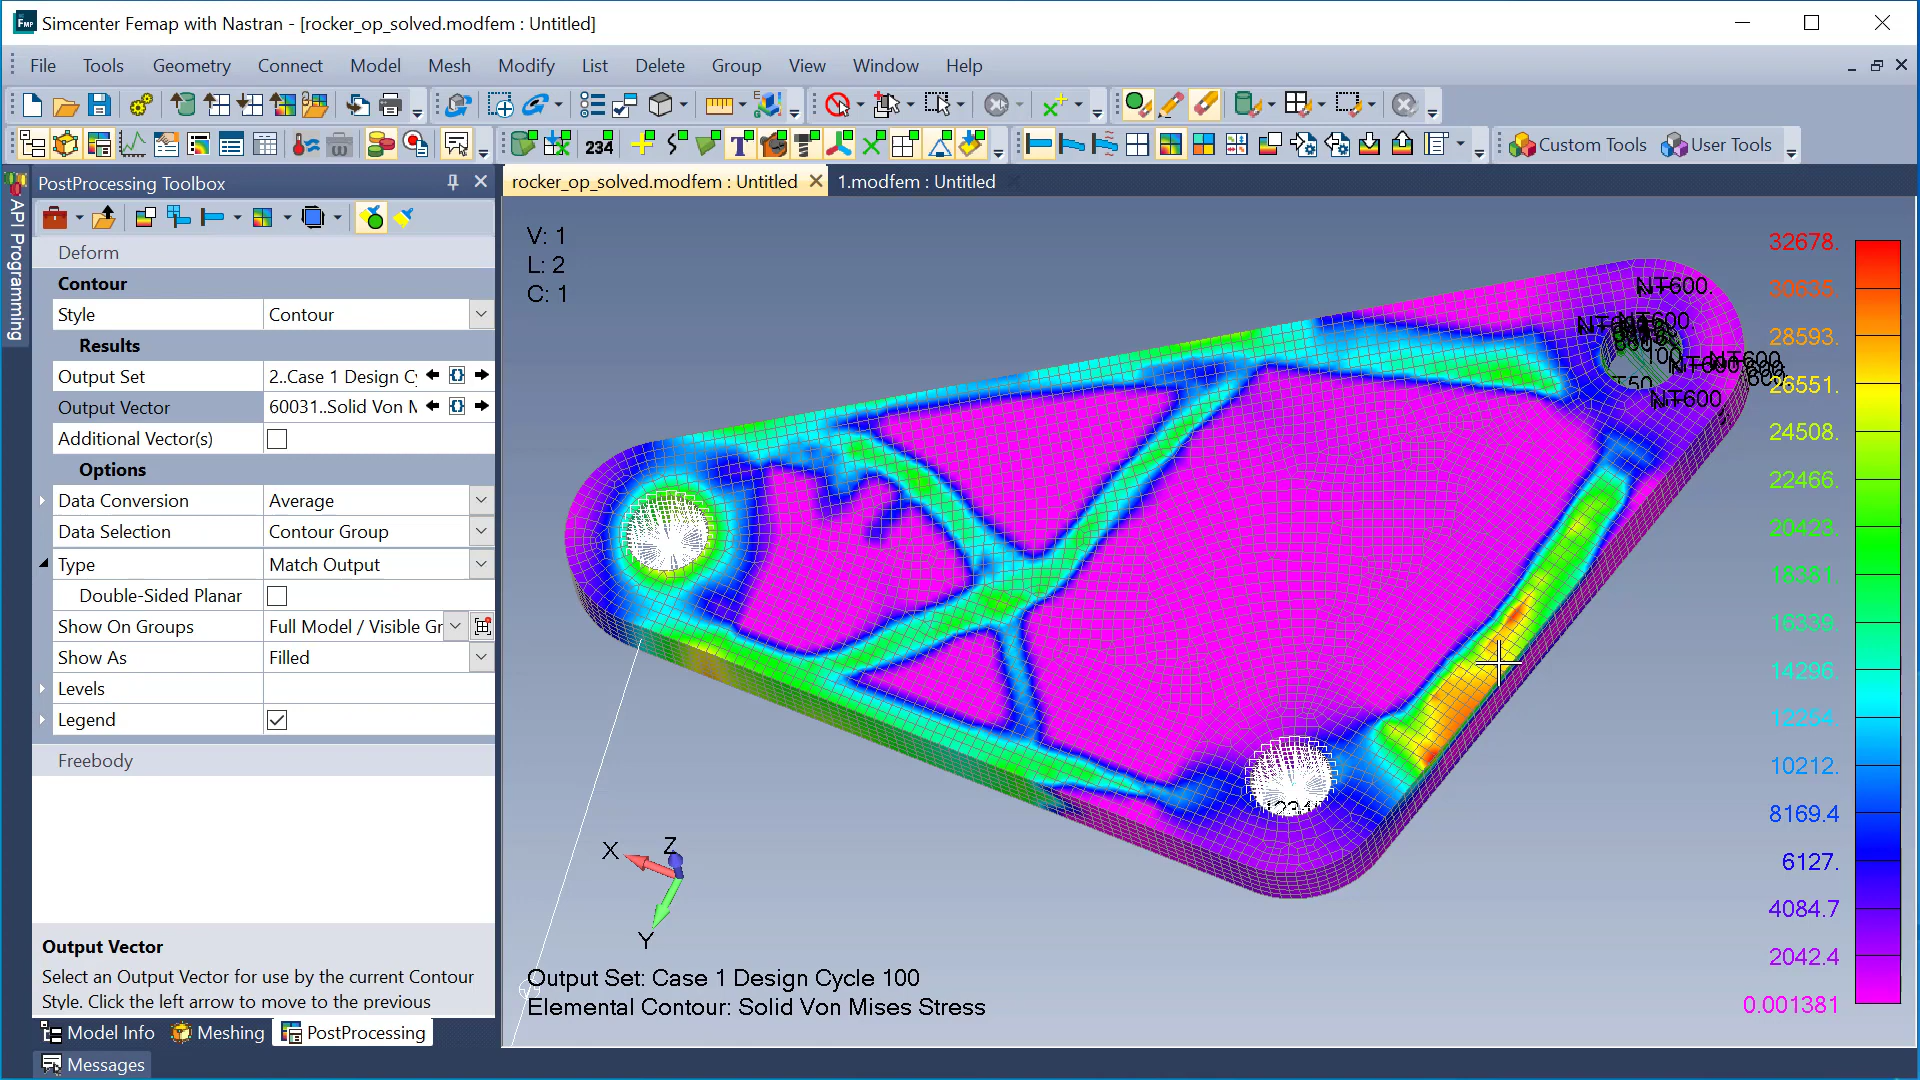 Simcenter Femap with Nastran - [rocker_op_solved.modfem : Untitled]
File Tools Geometry Connect Model Mesh Modify List Delete Group View Window Help
234
Custom Tools User Tools
API Programming
PostProcessing Toolbox
rocker_op_solved.modfem : Untitled
1.modfem : Untitled
Deform
Contour
Style Contour
Results
Output Set 2..Case 1 Design Cy
Output Vector 60031..Solid Von M
Additional Vector(s)
Options
Data Conversion Average
Data Selection Contour Group
Type Match Output
Double-Sided Planar
Show On Groups Full Model / Visible Gr
Show As Filled
Levels
Legend
Freebody
Output Vector
Select an Output Vector for use by the current Contour
Style. Click the left arrow to move to the previous
Model Info Meshing PostProcessing
Messages
V: 1
L: 2
C: 1
NT600.
NT600
NT600
NT600
X
Z
Y
Output Set: Case 1 Design Cycle 100
Elemental Contour: Solid Von Mises Stress
32678.
30635.
28593.
26551.
24508.
22466.
20423.
18381.
16339.
14296.
12254.
10212.
8169.4
6127.
4084.7
2042.4
0.001381